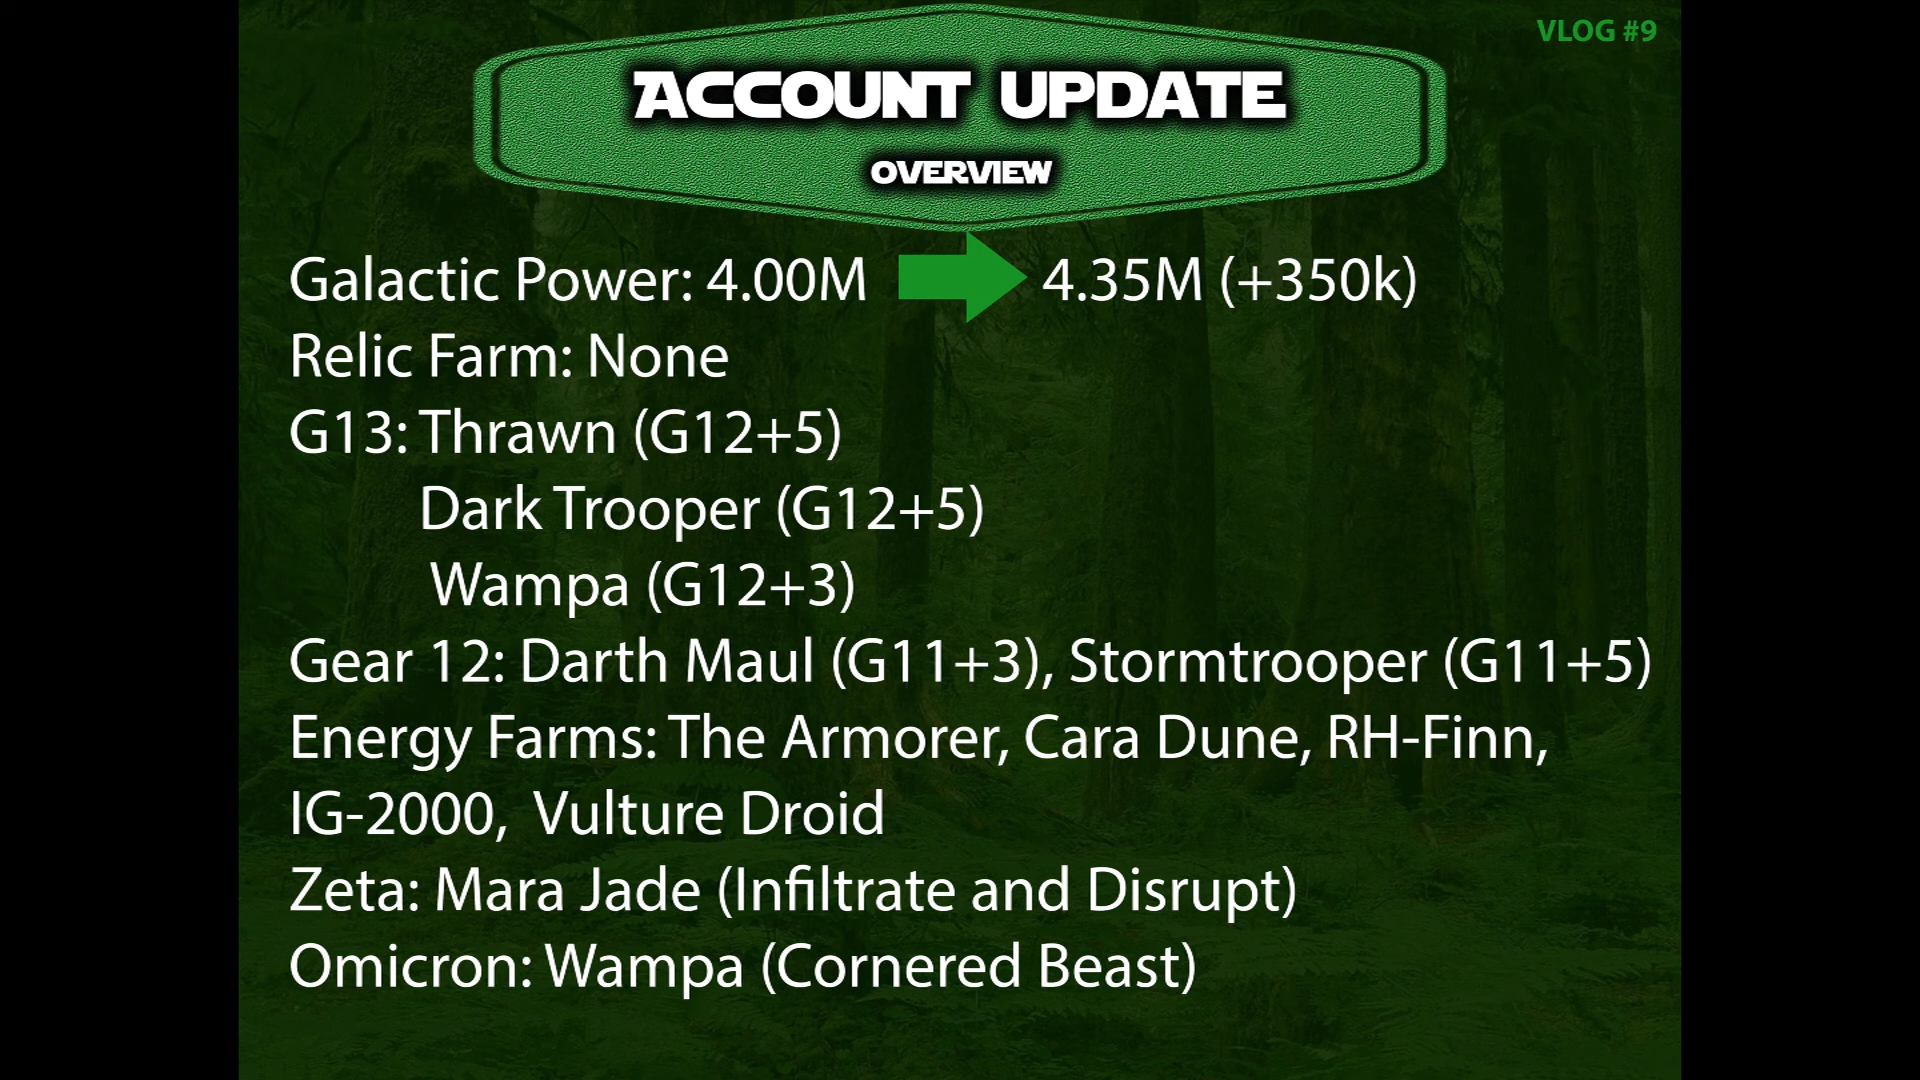 VLOG #9
ACCOUNT UPDATE
OVERVIEW
Galactic Power: 4.00M 4.35M (+350k)
Relic Farm: None
G13: Thrawn (G12+5)
Dark Trooper (G12+5)
Wampa (G12+3)
Gear 12: Darth Maul (G11+3), Stormtrooper (G11+5)
Energy Farms: The Armorer, Cara Dune, RH-Finn,
IG-2000, Vulture Droid
Zeta: Mara Jade (Infiltrate and Disrupt)
Omicron: Wampa (Cornered Beast)